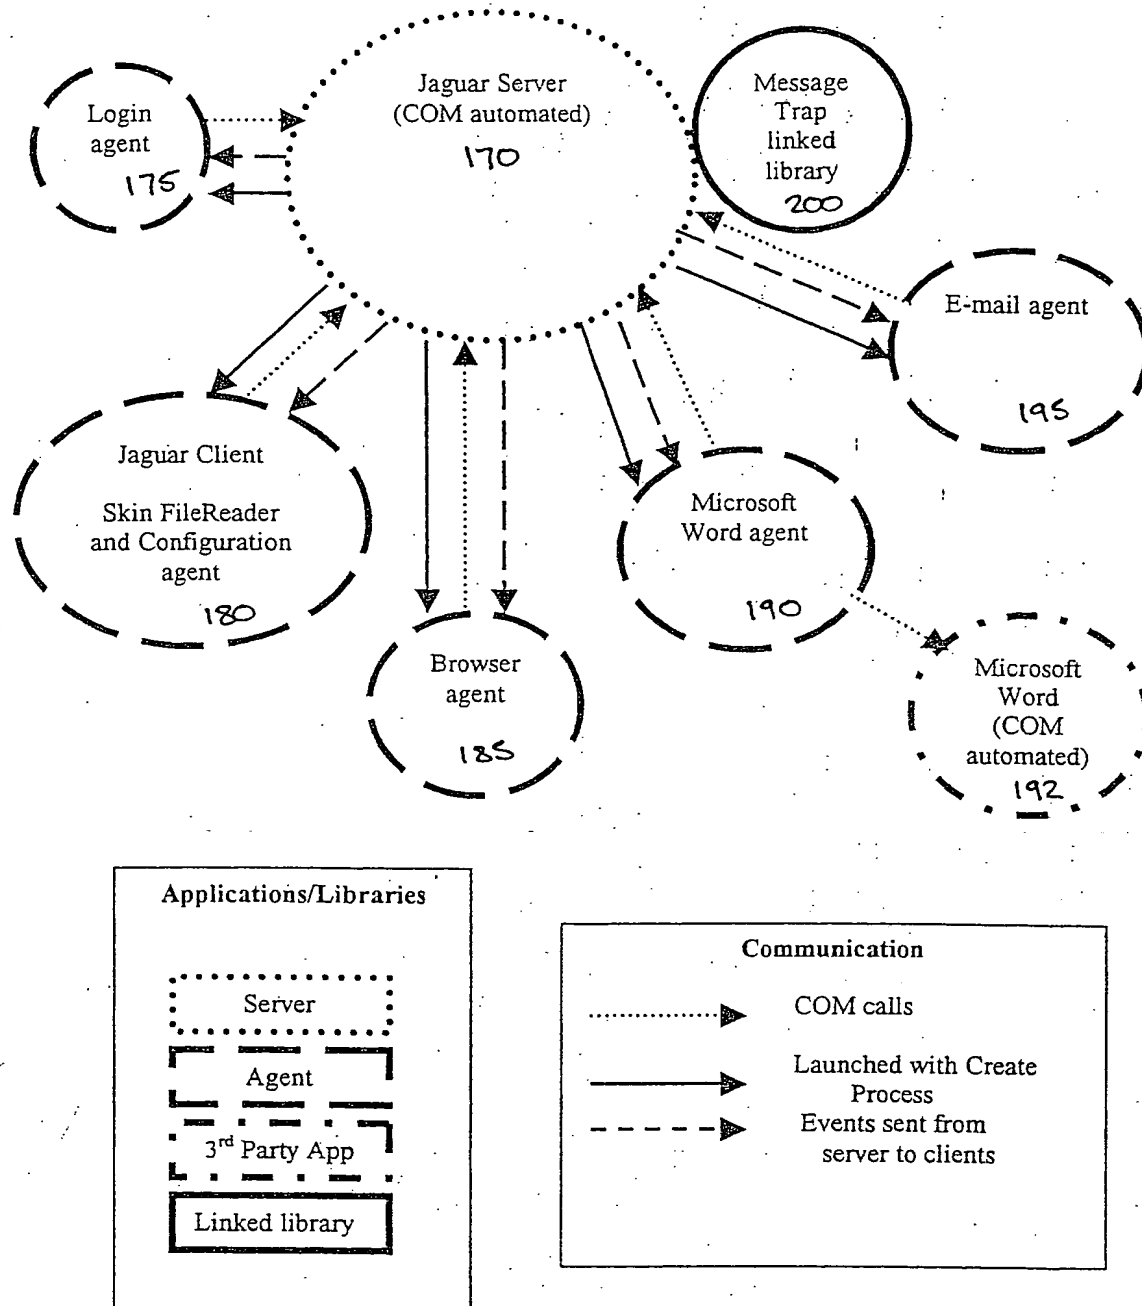 Jaguar Server
(COM automated)
170
Login
agent
175
Message
Trap
linked
library
200
E-mail agent
195
Jaguar Client
Skin FileReader
and Configuration
agent
180
Microsoft
Word agent
190
Browser
agent
185
Microsoft
Word
(COM
automated)
192
Applications/Libraries
Server
Agent
3rd Party App
Linked library
Communication
COM calls
Launched with Create
Process
Events sent from
server to clients